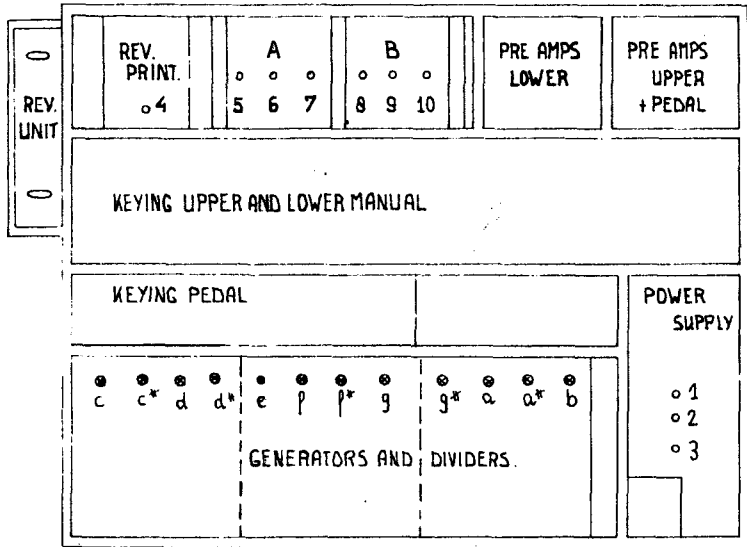 REV.
UNIT
REV.
PRINT.
4
A
5 6 7
B
8 9 10
PRE AMPS
LOWER
PRE AMPS
UPPER
+ PEDAL
KEYING UPPER AND LOWER MANUAL
KEYING PEDAL
POWER
SUPPLY
1
2
3
c c* d d* e f f* g g* a a* b
GENERATORS AND DIVIDERS.